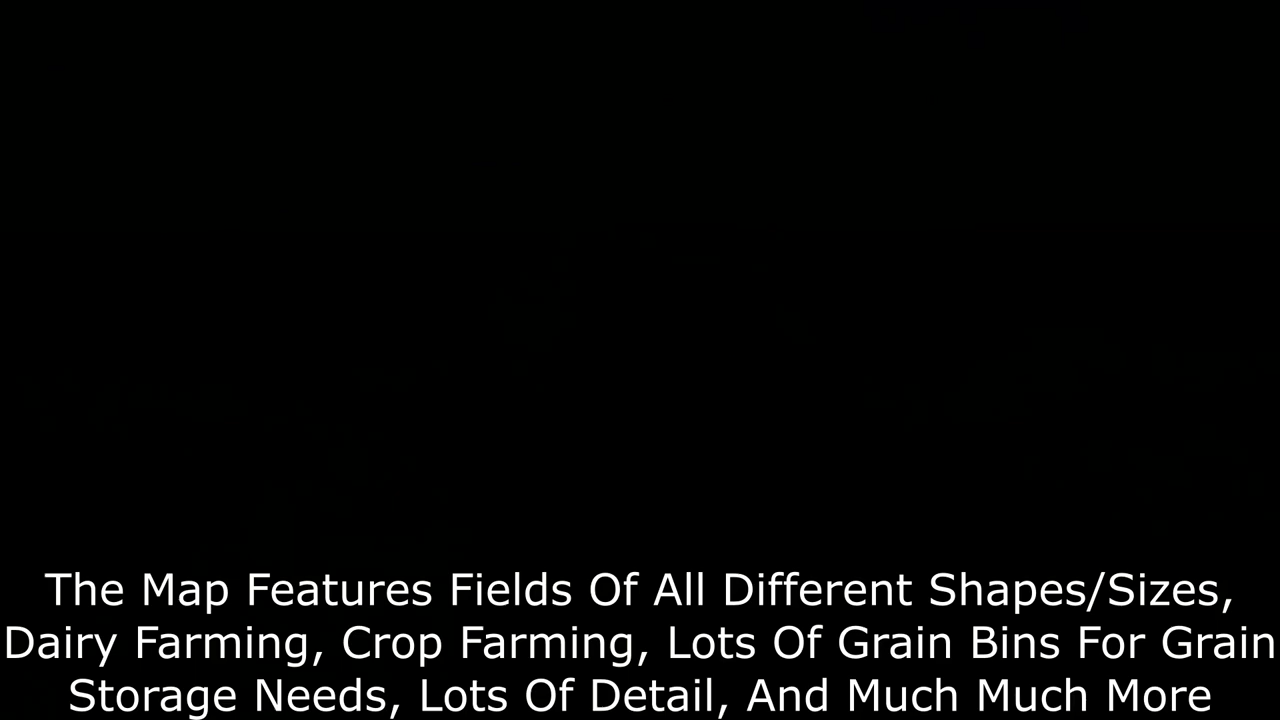 The Map Features Fields Of All Different Shapes/Sizes,
Dairy Farming, Crop Farming, Lots Of Grain Bins For Grain
Storage Needs, Lots Of Detail, And Much Much More